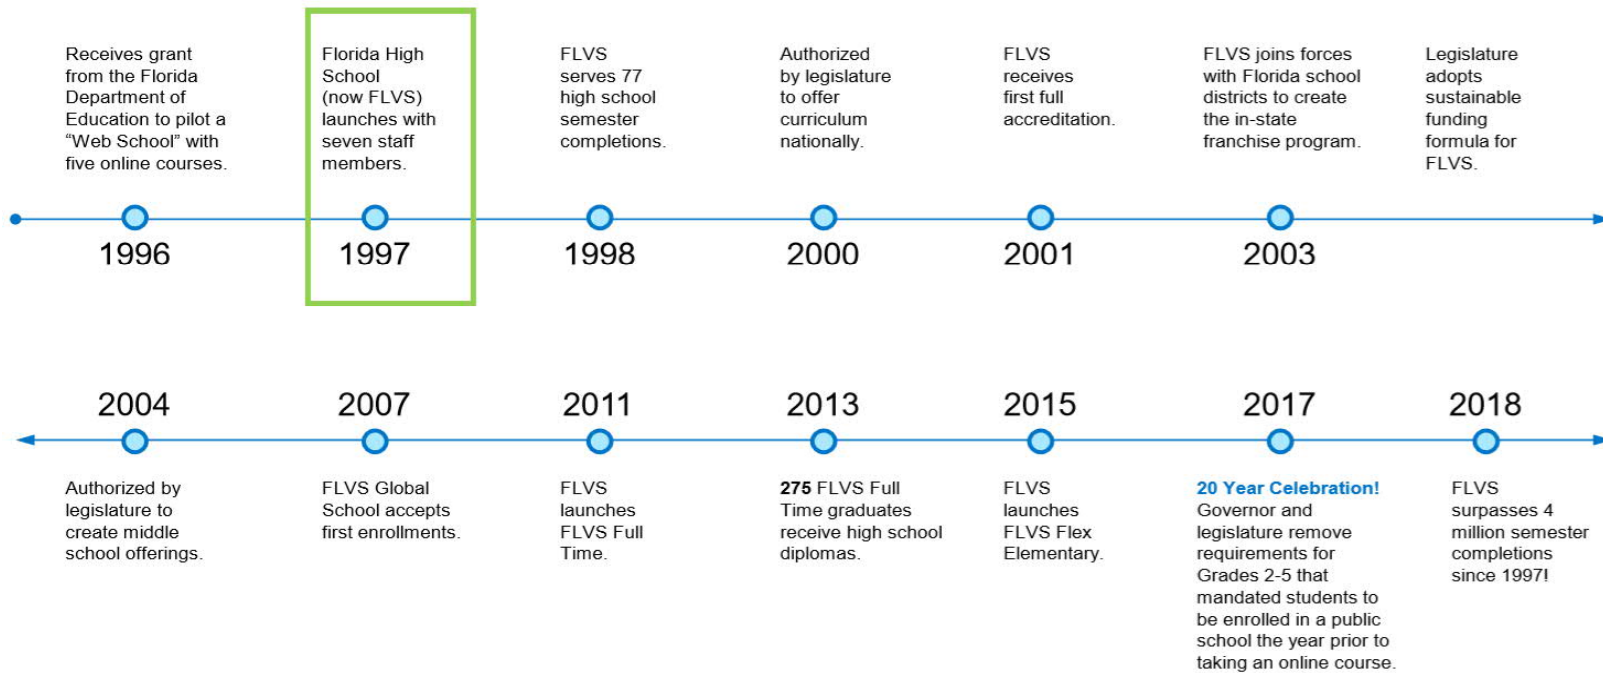 Receives grant
from the Florida
Department of
Education to pilot a
“Web School” with
five online courses.
Florida High
School
(now FLVS)
launches with
seven staff
members.
FLVS
serves 77
high school
semester
completions.
Authorized
by legislature
to offer
curriculum
nationally.
FLVS
receives
first full
accreditation.
FLVS joins forces
with Florida school
districts to create
the in-state
franchise program.
Legislature
adopts
sustainable
funding
formula for
FLVS.
1996
1997
1998
2000
2001
2003
2004
2007
2011
2013
2015
2017
2018
Authorized by
legislature to
create middle
school offerings.
FLVS Global
School accepts
first enrollments.
FLVS
launches
FLVS Full
Time.
275 FLVS Full
Time graduates
receive high school
diplomas.
FLVS
launches
FLVS Flex
Elementary.
20 Year Celebration!
Governor and
legislature remove
requirements for
Grades 2-5 that
mandated students to
be enrolled in a public
school the year prior to
taking an online course.
FLVS
surpasses 4
million semester
completions
since 1997!